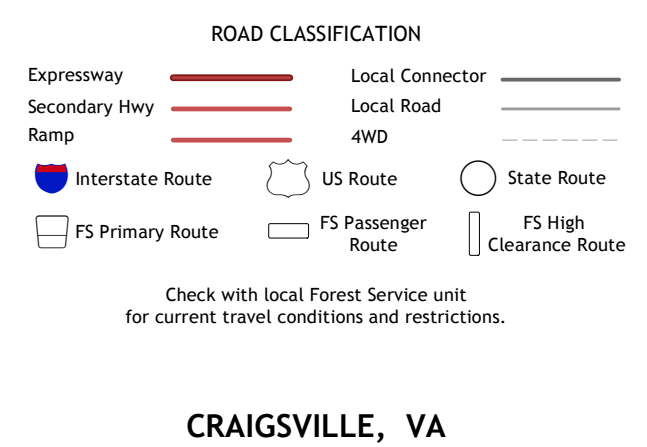 ROAD CLASSIFICATION
Expressway
Local Connector
Secondary Hwy
Local Road
Ramp
4WD
Interstate Route
US Route
State Route
FS Primary Route
FS Passenger
Route
FS High
Clearance Route
Check with local Forest Service unit
for current travel conditions and restrictions.
CRAIGSVILLE, VA